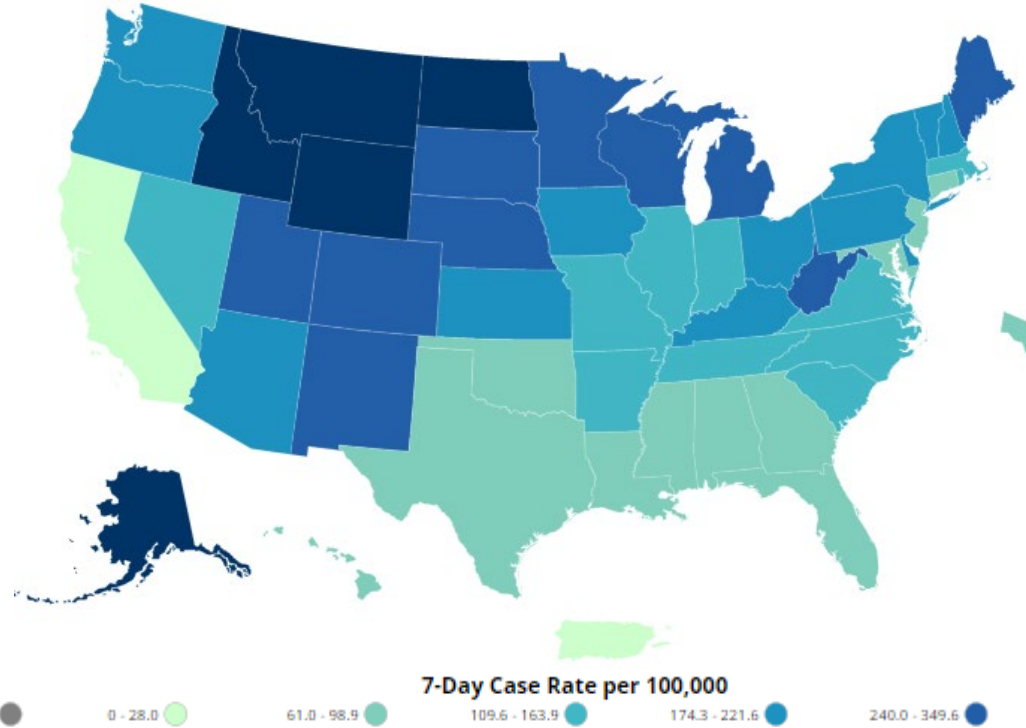 7-Day Case Rate per 100,000
0 - 28.0 61.0 - 98.9 109.6 - 163.9 174.3 - 221.6 240.0 - 349.6